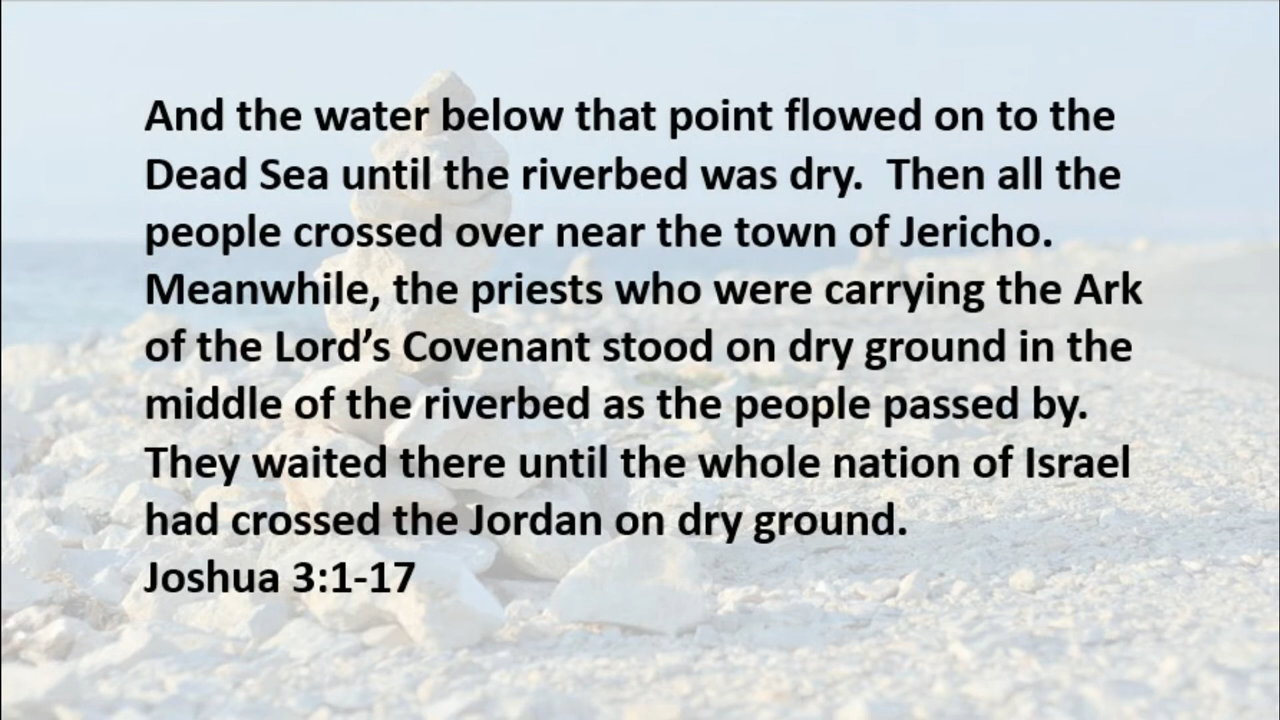 And the water below that point flowed on to the
Dead Sea until the riverbed was dry.  Then all the
people crossed over near the town of Jericho.
Meanwhile, the priests who were carrying the Ark
of the Lord’s Covenant stood on dry ground in the
middle of the riverbed as the people passed by.
They waited there until the whole nation of Israel
had crossed the Jordan on dry ground.
Joshua 3:1-17